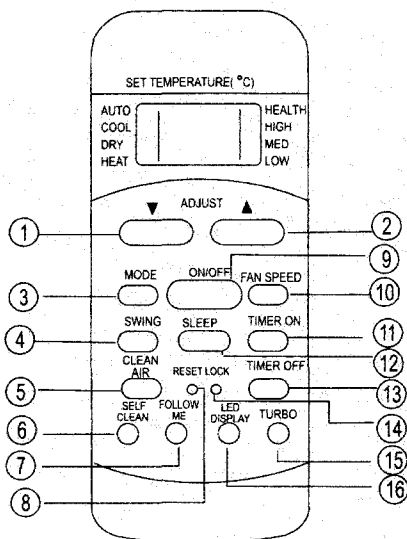 SET TEMPERATURE(°C)
AUTO
COOL
DRY
HEAT
HEALTH
HIGH
MED
LOW
▼ ADJUST ▲
1
2
MODE
ON/OFF
FAN SPEED
3
9
10
SWING
SLEEP
TIMER ON
4
11
12
CLEAN
AIR
RESET LOCK
TIMER OFF
5
13
SELF
CLEAN
FOLLOW
ME
LED
DISPLAY
TURBO
6
7
8
14
15
16